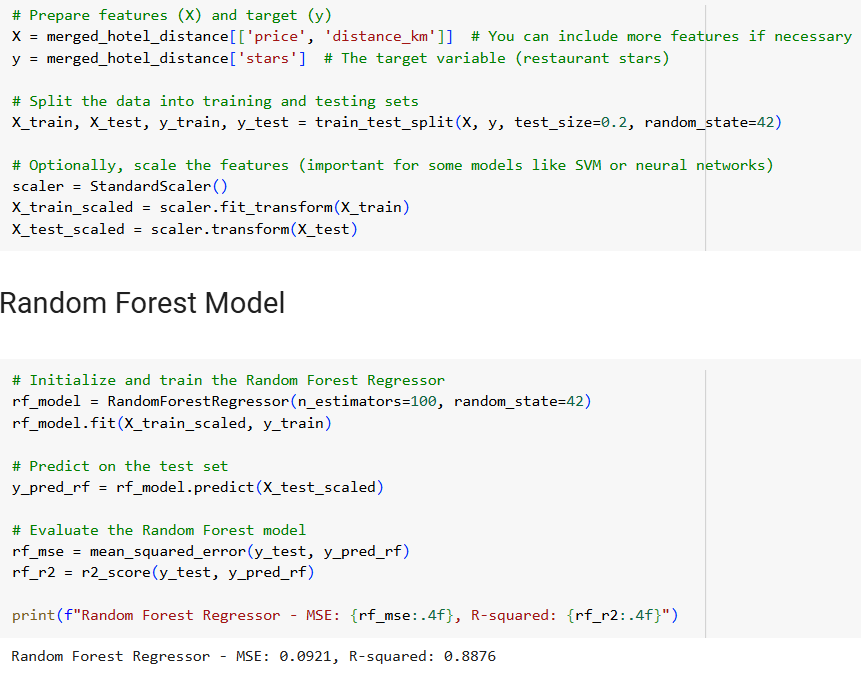 # Prepare features (X) and target (y)
X = merged_hotel_distance[['price', 'distance_km']]  # You can include more features if necessary
y = merged_hotel_distance['stars']  # The target variable (restaurant stars)
# Split the data into training and testing sets
X_train, X_test, y_train, y_test = train_test_split(X, y, test_size=0.2, random_state=42)
# Optionally, scale the features (important for some models like SVM or neural networks)
scaler = StandardScaler()
X_train_scaled = scaler.fit_transform(X_train)
X_test_scaled = scaler.transform(X_test)
Random Forest Model
# Initialize and train the Random Forest Regressor
rf_model = RandomForestRegressor(n_estimators=100, random_state=42)
rf_model.fit(X_train_scaled, y_train)
# Predict on the test set
y_pred_rf = rf_model.predict(X_test_scaled)
# Evaluate the Random Forest model
rf_mse = mean_squared_error(y_test, y_pred_rf)
rf_r2 = r2_score(y_test, y_pred_rf)
print(f"Random Forest Regressor - MSE: {rf_mse:.4f}, R-squared: {rf_r2:.4f}")
Random Forest Regressor - MSE: 0.0921, R-squared: 0.8876